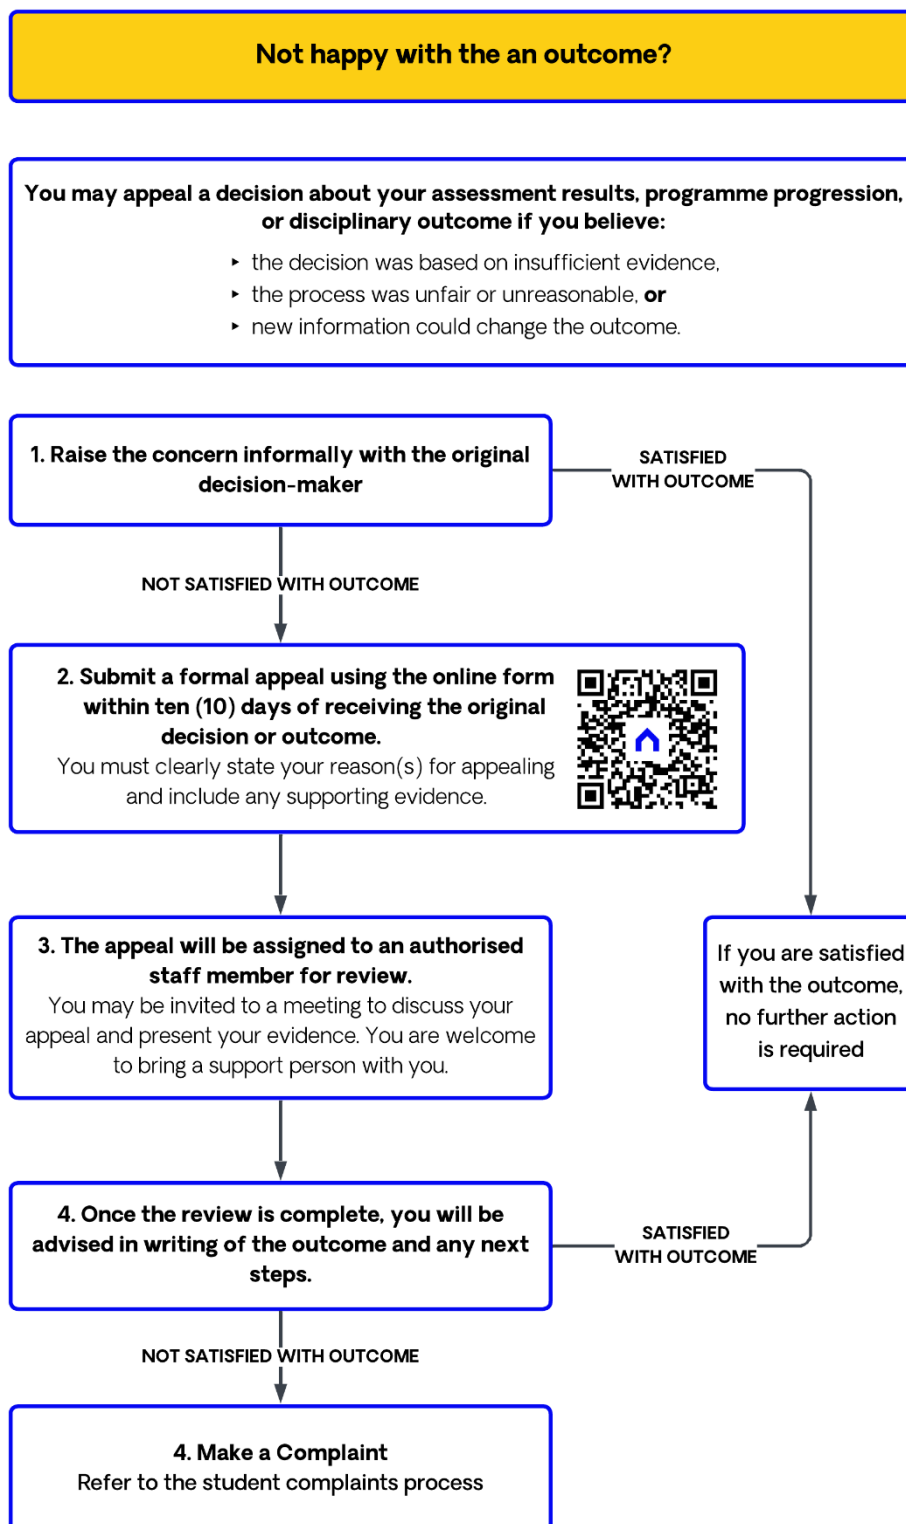 Not happy with the an outcome?
You may appeal a decision about your assessment results, programme progression,
or disciplinary outcome if you believe:
‣ the decision was based on insufficient evidence,
‣ the process was unfair or unreasonable, or
‣ new information could change the outcome.
1. Raise the concern informally with the original
decision-maker
SATISFIED
WITH OUTCOME
NOT SATISFIED WITH OUTCOME
2. Submit a formal appeal using the online form
within ten (10) days of receiving the original
decision or outcome.
You must clearly state your reason(s) for appealing
and include any supporting evidence.
3. The appeal will be assigned to an authorised
staff member for review.
You may be invited to a meeting to discuss your
appeal and present your evidence. You are welcome
to bring a support person with you.
If you are satisfied
with the outcome,
no further action
is required
4. Once the review is complete, you will be
advised in writing of the outcome and any next
steps.
SATISFIED
WITH OUTCOME
NOT SATISFIED WITH OUTCOME
4. Make a Complaint
Refer to the student complaints process